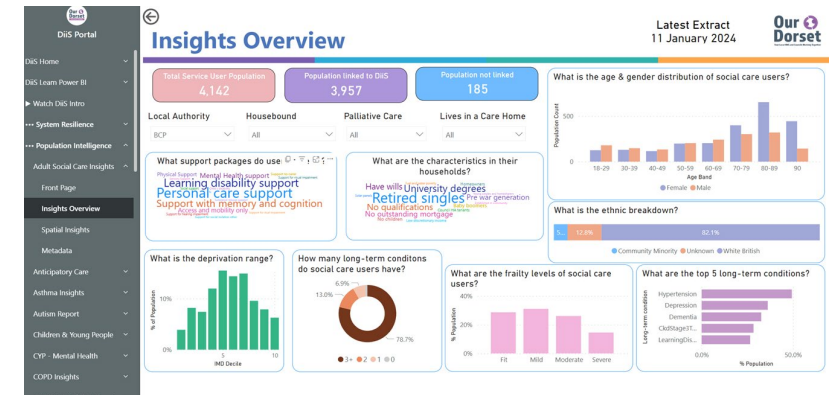 Our
Dorset
DiiS Portal
DiiS Home
DiiS Learn Power BI
▶ Watch DiiS Intro
••• System Resilience
••• Population Intelligence
Adult Social Care Insights
Front Page
Insights Overview
Spatial Insights
Metadata
Anticipatory Care
Asthma Insights
Autism Report
Children & Young People
CYP - Mental Health
COPD Insights
Insights Overview
Latest Extract
11 January 2024
Our
Dorset
Total Service User Population
4,142
Population linked to DiiS
3,957
Population not linked
185
Local Authority
BCP
Housebound
All
Palliative Care
All
Lives in a Care Home
All
What support packages do use
Physical Support
Mental Health support
Learning disability support
Personal care support
Support with memory and cognition
Access and mobility only
What are the characteristics in their
households?
Have wills
University degrees
Retired singles
Pre war generation
No qualifications
No outstanding mortgage
No children
What is the age & gender distribution of social care users?
Population Count
500
0
18-29 30-39 40-49 50-59 60-69 70-79 80-89 90
Age Band
Female Male
What is the ethnic breakdown?
S... 12.8% 82.1%
Community Minority Unknown White British
What is the deprivation range?
% of Population
10%
0%
5 10
IMD Decile
How many long-term conditons
do social care users have?
6.9%
13.0%
78.7%
3+ 2 1 0
What are the frailty levels of social care
users?
% Population
40%
20%
0%
Fit Mild Moderate Severe
What are the top 5 long-term conditions?
Long-term condition
Hypertension
Depression
Dementia
CkdStage3T...
LearningDis...
0.0% 50.0%
% Population